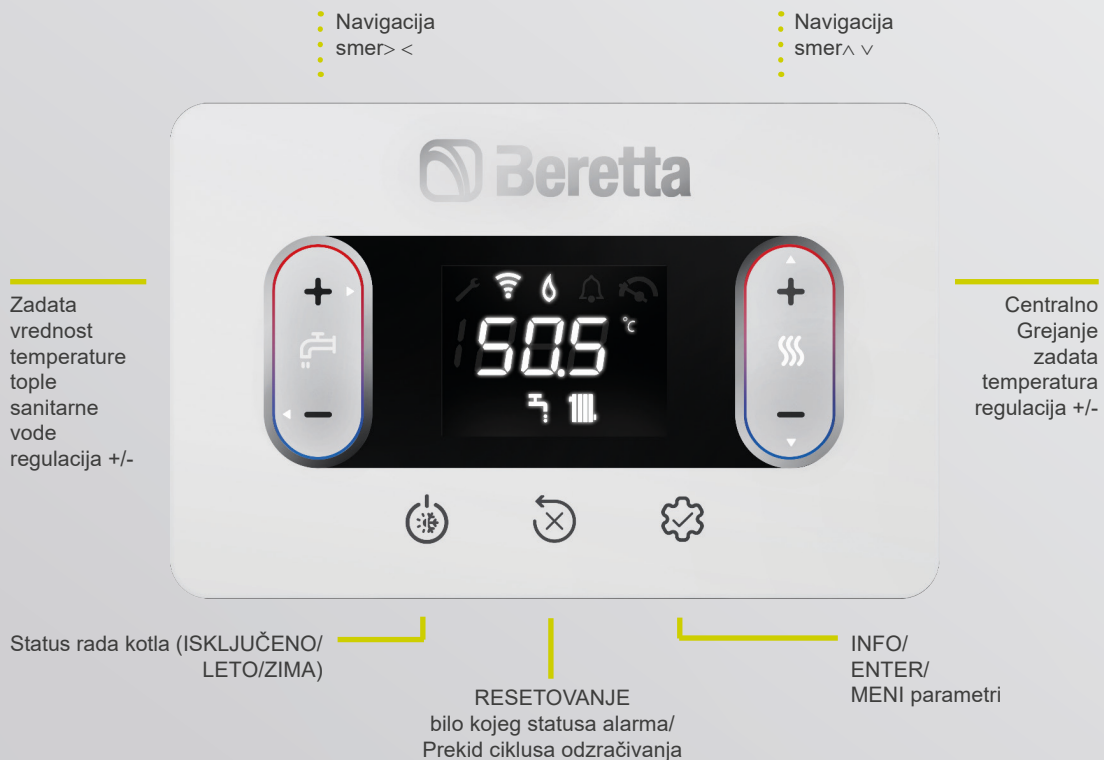 Navigacija
smer> <
Navigacija
smer∧ ∨
Beretta
Zadata
vrednost
temperature
tople
sanitarne
vode
regulacija +/-
+
−
50.5 °C
+
−
Centralno
Grejanje
zadata
temperatura
regulacija +/-
Status rada kotla (ISKLJUČENO/
LETO/ZIMA)
RESETOVANJE
bilo kojeg statusa alarma/
Prekid ciklusa odzračivanja
INFO/
ENTER/
MENI parametri